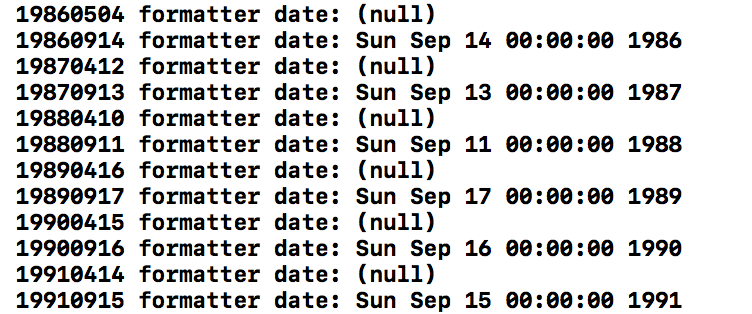 19860504 formatter date: (null)
19860914 formatter date: Sun Sep 14 00:00:00 1986
19870412 formatter date: (null)
19870913 formatter date: Sun Sep 13 00:00:00 1987
19880410 formatter date: (null)
19880911 formatter date: Sun Sep 11 00:00:00 1988
19890416 formatter date: (null)
19890917 formatter date: Sun Sep 17 00:00:00 1989
19900415 formatter date: (null)
19900916 formatter date: Sun Sep 16 00:00:00 1990
19910414 formatter date: (null)
19910915 formatter date: Sun Sep 15 00:00:00 1991